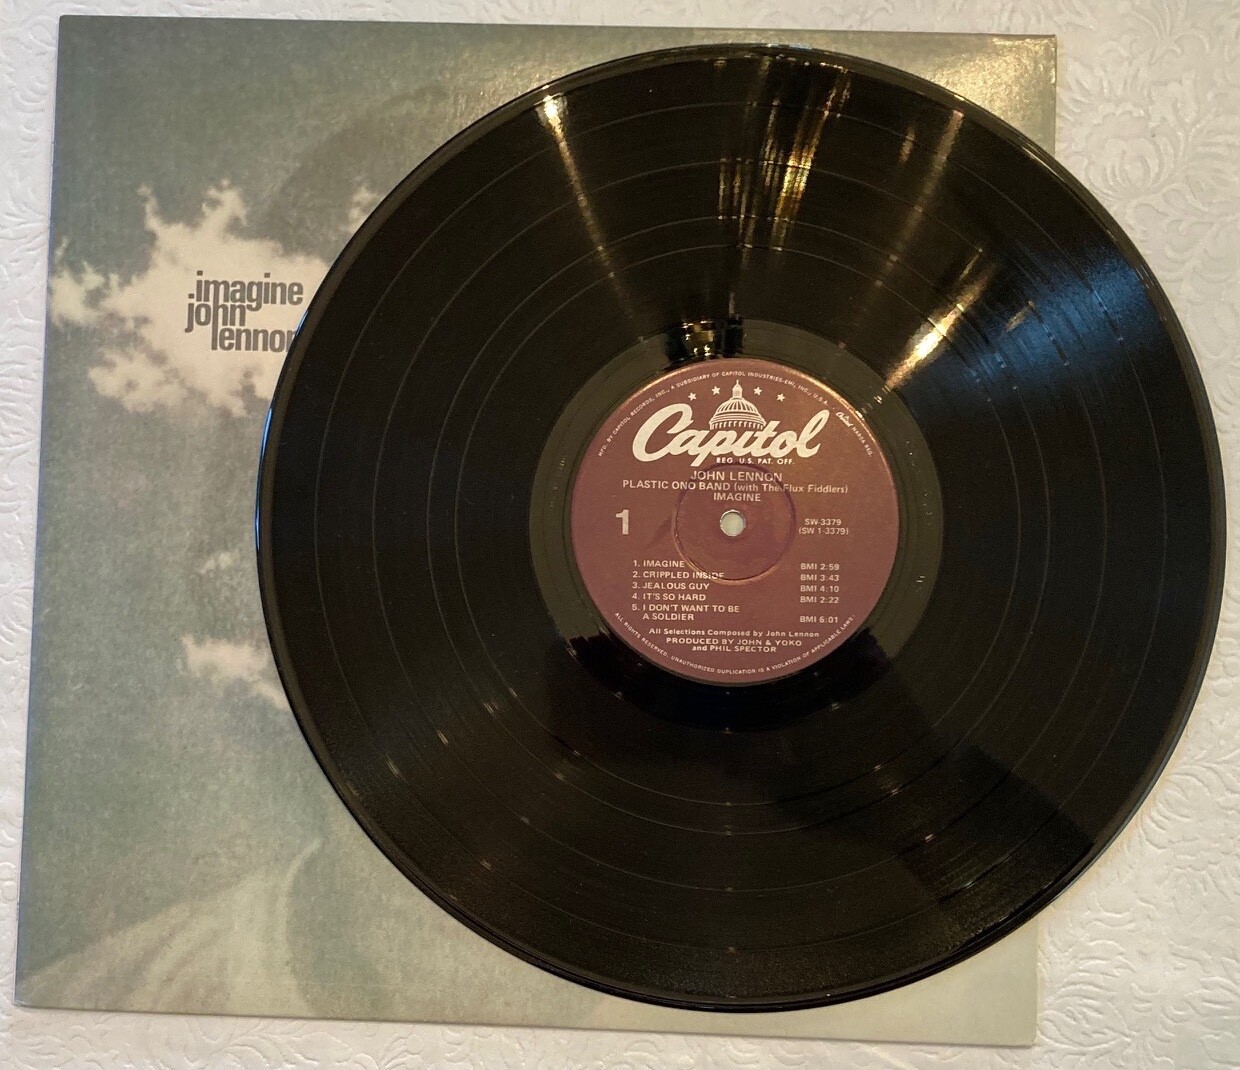 imagine
john
lennon
MFD. BY CAPITOL RECORDS, INC., A SUBSIDIARY OF CAPITOL INDUSTRIES-EMI, INC., U.S.A. · Capitol MARCA REG.
Capitol
REG. U.S. PAT. OFF.
JOHN LENNON
PLASTIC ONO BAND (with The Flux Fiddlers)
IMAGINE
1
SW-3379
(SW 1-3379)
1. IMAGINE BMI 2:59
2. CRIPPLED INSIDE BMI 3:43
3. JEALOUS GUY BMI 4:10
4. IT'S SO HARD BMI 2:22
5. I DON'T WANT TO BE
A SOLDIER BMI 6:01
All Selections Composed by John Lennon
PRODUCED BY JOHN & YOKO
and PHIL SPECTOR
ALL RIGHTS RESERVED. UNAUTHORIZED DUPLICATION IS A VIOLATION OF APPLICABLE LAWS.